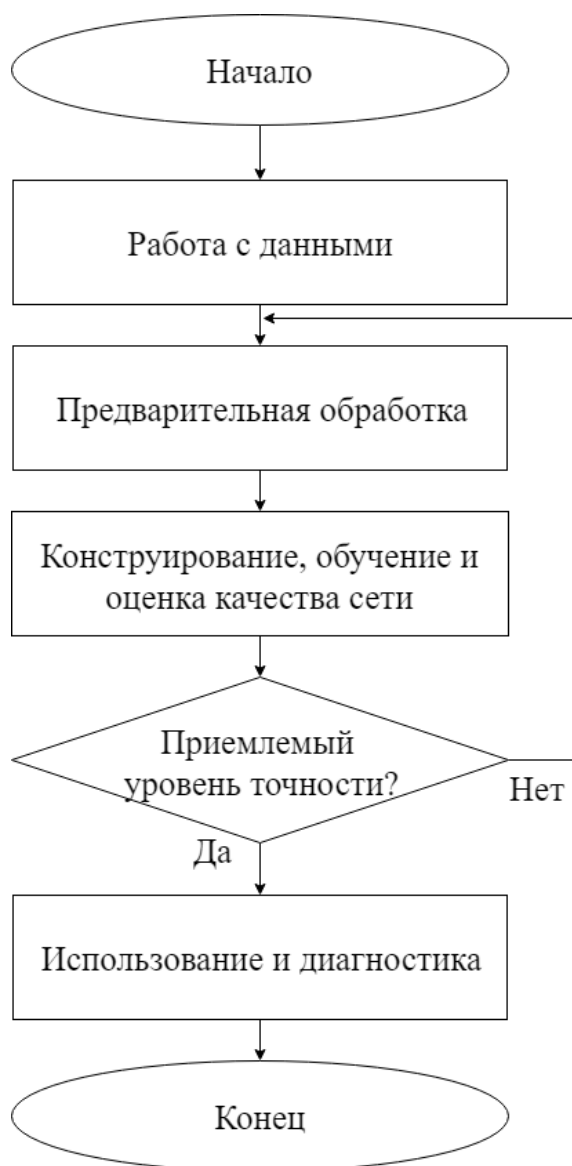 Начало
Работа с данными
Предварительная обработка
Конструирование, обучение и
оценка качества сети
Приемлемый
уровень точности?
Нет
Да
Использование и диагностика
Конец